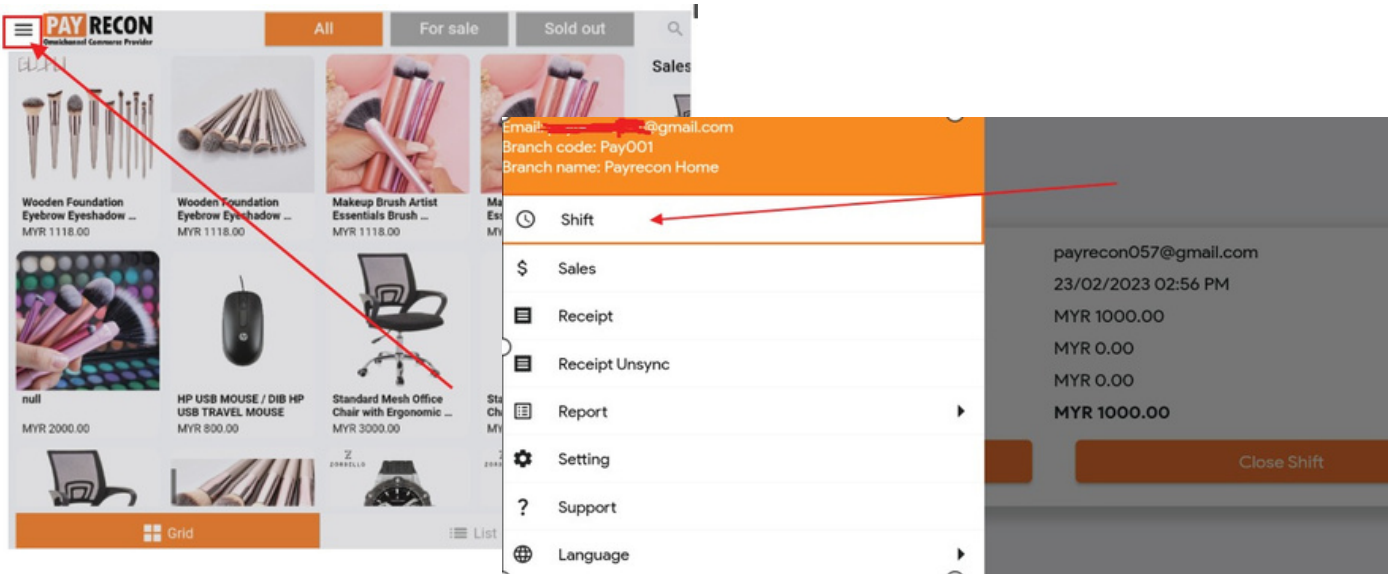 PAY RECON
Omnichannel Commerce Provider
All
For sale
Sold out
Sales
Wooden Foundation
Eyebrow Eyeshadow ...
MYR 1118.00
Wooden Foundation
Eyebrow Eyeshadow ...
MYR 1118.00
Makeup Brush Artist
Essentials Brush ...
MYR 1118.00
null
MYR 2000.00
HP USB MOUSE / DIB HP
USB TRAVEL MOUSE
MYR 800.00
Standard Mesh Office
Chair with Ergonomic ...
MYR 3000.00
Z
ZORBELLO
Grid
List
Email:
@gmail.com
Branch code: Pay001
Branch name: Payrecon Home
Shift
Sales
Receipt
Receipt Unsync
Report
Setting
Support
Language
payrecon057@gmail.com
23/02/2023 02:56 PM
MYR 1000.00
MYR 0.00
MYR 0.00
MYR 1000.00
Close Shift